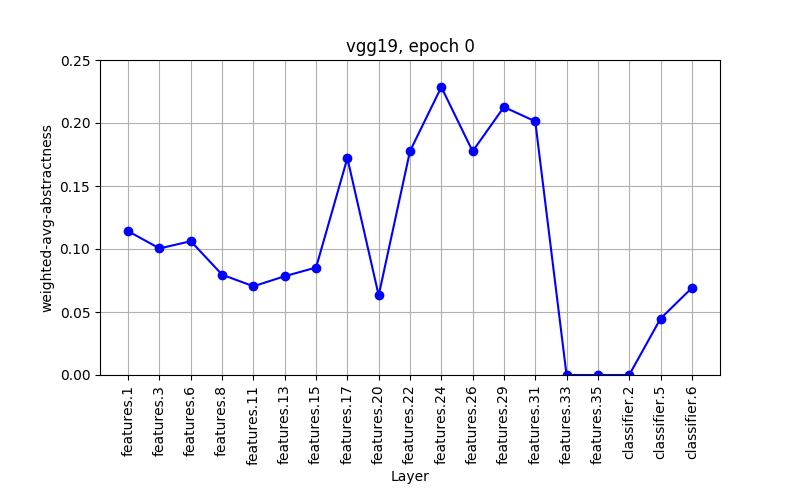 vgg19, epoch 0
weighted-avg-abstractness
0.25
0.20
0.15
0.10
0.05
0.00
features.1
features.3
features.6
features.8
features.11
features.13
features.15
features.17
features.20
features.22
features.24
features.26
features.29
features.31
features.33
features.35
classifier.2
classifier.5
classifier.6
Layer